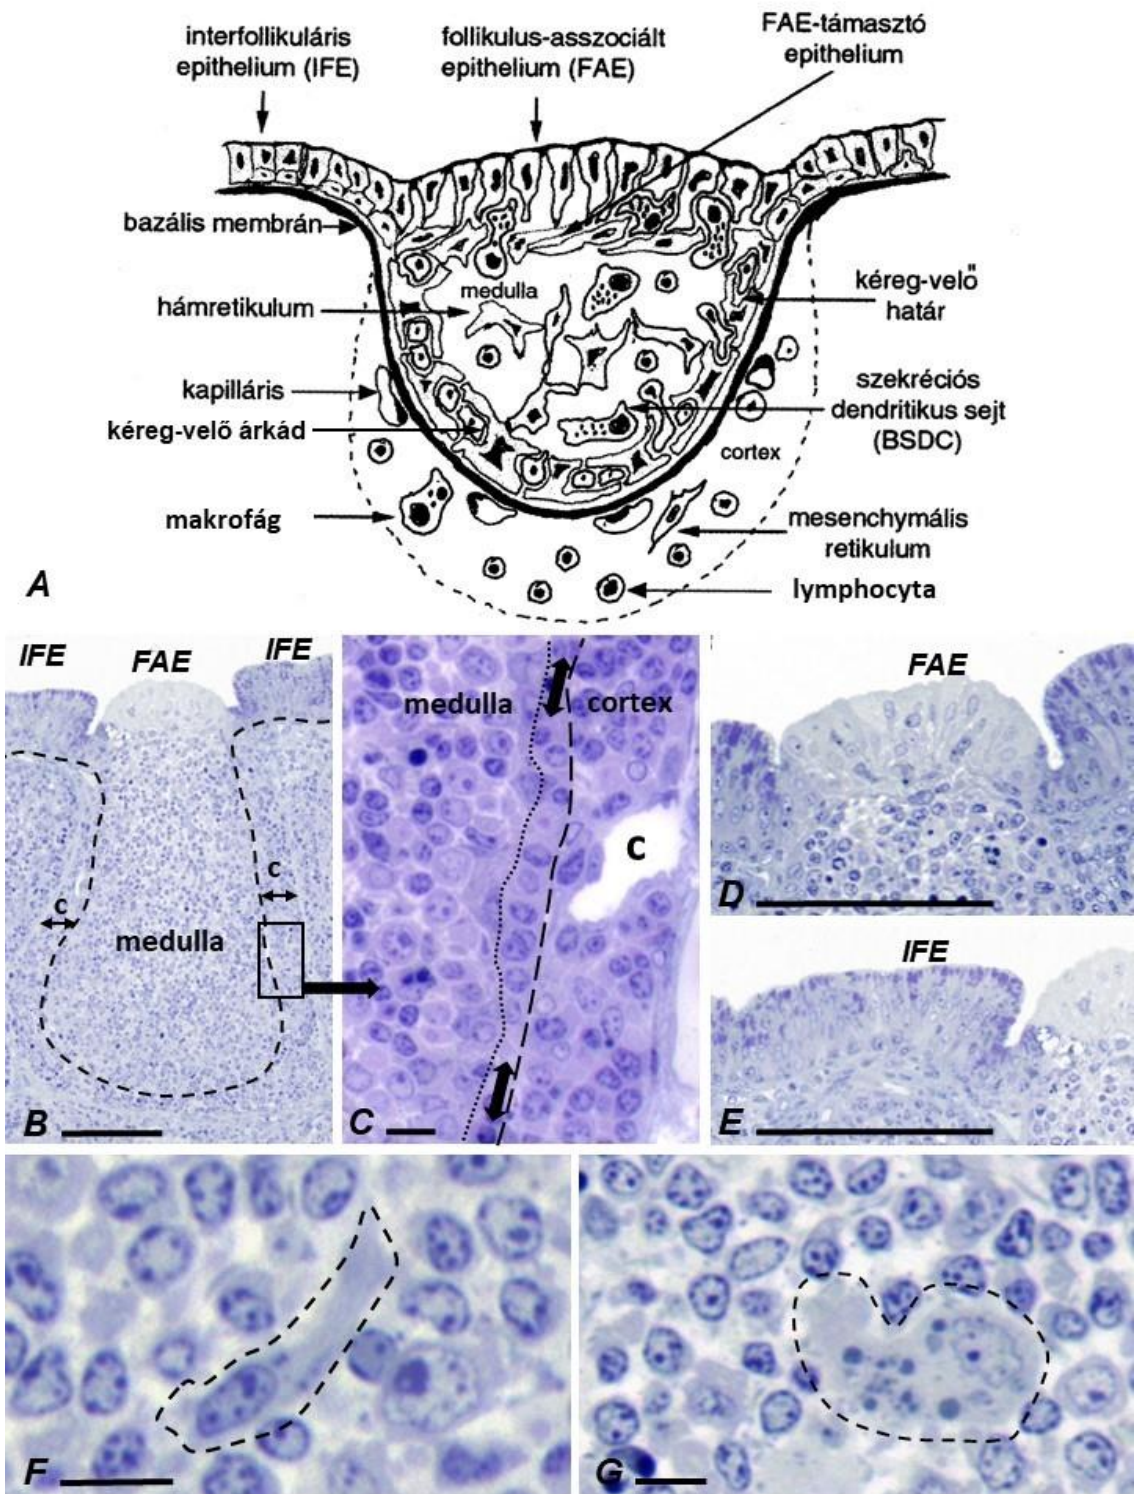 interfollikuláris
epithelium (IFE)
follikulus-asszociált
epithelium (FAE)
FAE-támasztó
epithelium
bazális membrán
hámretikulum
medulla
kéreg-velő
határ
kapilláris
kéreg-velő árkád
szekréciós
dendritikus sejt
(BSDC)
cortex
makrofág
mesenchymális
retikulum
lymphocyta
A
IFE
FAE
IFE
c
c
medulla
B
medulla
cortex
c
C
FAE
D
IFE
E
F
G